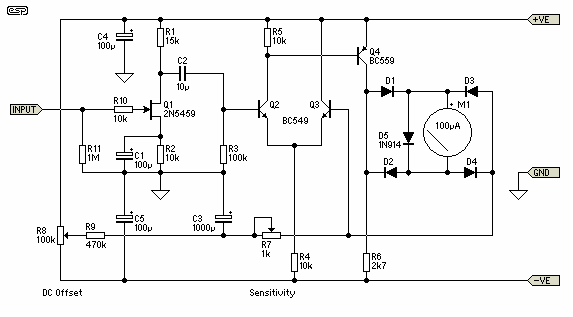 esp
+VE
R1
15k
R5
10k
C4
100µ
Q4
BC559
C2
10µ
D1
D3
INPUT
R10
10k
Q1
2N5459
Q2
Q3
BC549
+ M1
100µA
D5
1N914
R11
1M
C1
100µ
R2
10k
R3
100k
D2
D4
GND
R8
100k
R9
470k
C5
100µ
C3
1000µ
R7
1k
R4
10k
R6
2k7
-VE
DC Offset
Sensitivity